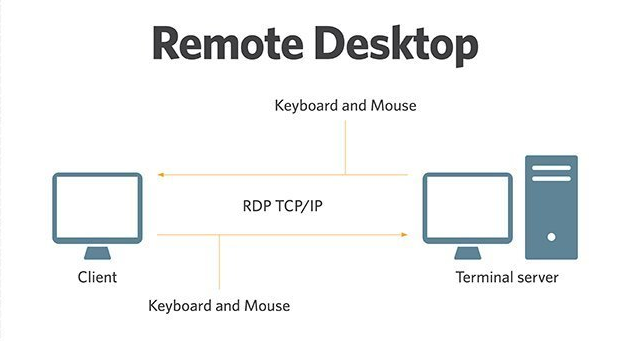 Remote Desktop
Keyboard and Mouse
RDP TCP/IP
Client
Terminal server
Keyboard and Mouse